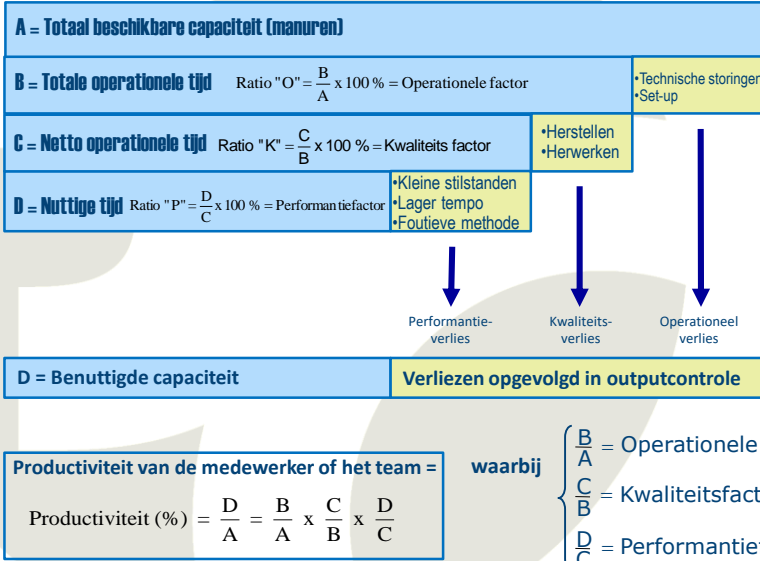 A = Totaal beschikbare capaciteit (manuren)
B = Totale operationele tijd Ratio "O" = B/A x 100 % = Operationele factor
•Technische storingen
•Set-up
C = Netto operationele tijd Ratio "K" = C/B x 100 % = Kwaliteits factor
•Herstellen
•Herwerken
D = Nuttige tijd Ratio "P" = D/C x 100 % = Performantiefactor
•Kleine stilstanden
•Lager tempo
•Foutieve methode
Performantie-
verlies
Kwaliteits-
verlies
Operationeel
verlies
D = Benuttigde capaciteit
Verliezen opgevolgd in outputcontrole
Productiviteit van de medewerker of het team =
Productiviteit (%) = D/A = B/A x C/B x D/C
waarbij
B/A = Operationele
C/B = Kwaliteitsfact
D/C = Performantief